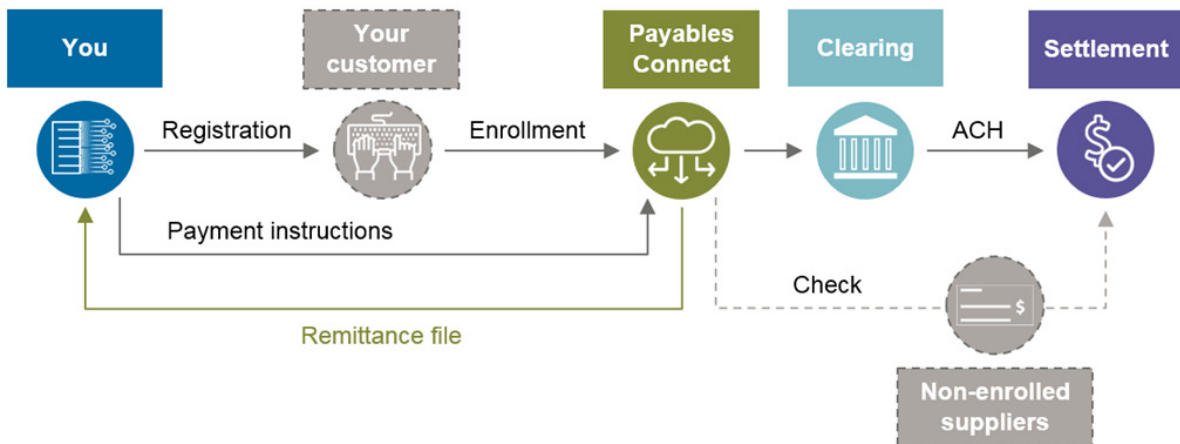 You
Your
customer
Payables
Connect
Clearing
Settlement
Registration
Enrollment
ACH
Payment instructions
Check
$
Remittance file
Non-enrolled
suppliers